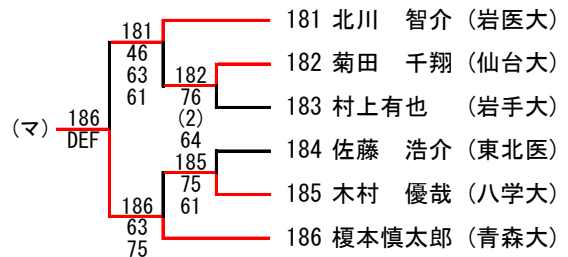 181 北川　智介（岩医大）
182 菊田　千翔（仙台大）
183 村上有也　（岩手大）
184 佐藤　浩介（東北医）
185 木村　優哉（八学大）
186 榎本慎太郎（青森大）
181
46
63
61
182
76
(2)
64
185
75
61
186
63
75
（マ）
186
DEF